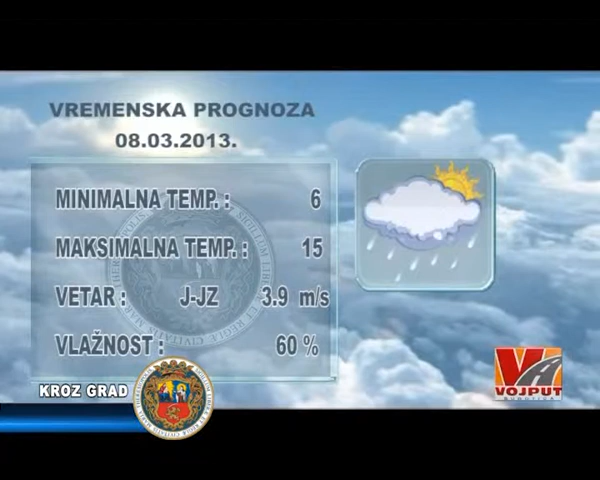 VREMENSKA PROGNOZA
08.03.2013.
MINIMALNA TEMP. : 6
MAKSIMALNA TEMP. : 15
VETAR : J-JZ 3.9 m/s
VLAŽNOST : 60 %
KROZ GRAD
VOJPUT
SUBOTICA